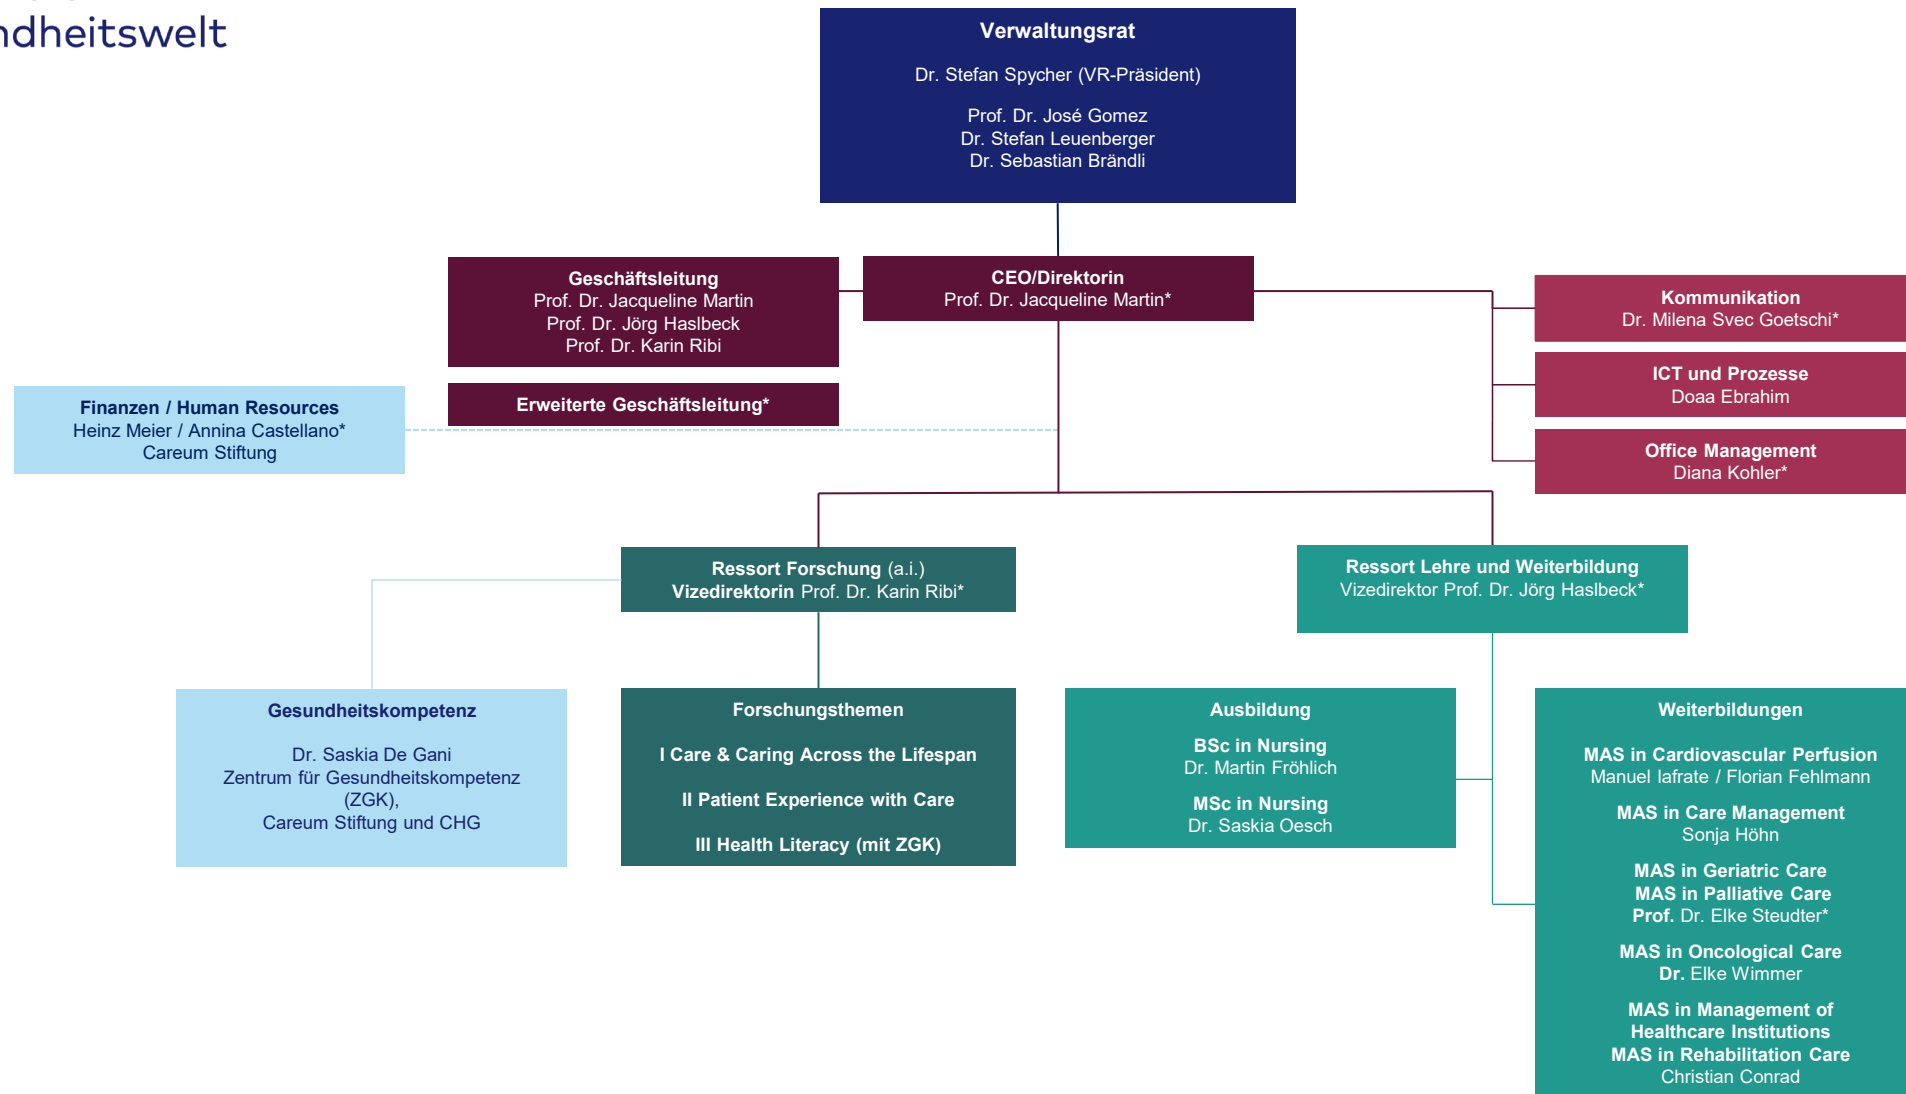 ndheitswelt
Verwaltungsrat
Dr. Stefan Spycher (VR-Präsident)
Prof. Dr. José Gomez
Dr. Stefan Leuenberger
Dr. Sebastian Brändli
Geschäftsleitung
Prof. Dr. Jacqueline Martin
Prof. Dr. Jörg Haslbeck
Prof. Dr. Karin Ribi
CEO/Direktorin
Prof. Dr. Jacqueline Martin*
Kommunikation
Dr. Milena Svec Goetschi*
ICT und Prozesse
Doaa Ebrahim
Office Management
Diana Kohler*
Erweiterte Geschäftsleitung*
Finanzen / Human Resources
Heinz Meier / Annina Castellano*
Careum Stiftung
Ressort Forschung (a.i.)
Vizedirektorin Prof. Dr. Karin Ribi*
Ressort Lehre und Weiterbildung
Vizedirektor Prof. Dr. Jörg Haslbeck*
Gesundheitskompetenz
Dr. Saskia De Gani
Zentrum für Gesundheitskompetenz
(ZGK),
Careum Stiftung und CHG
Forschungsthemen
I Care & Caring Across the Lifespan
II Patient Experience with Care
III Health Literacy (mit ZGK)
Ausbildung
BSc in Nursing
Dr. Martin Fröhlich
MSc in Nursing
Dr. Saskia Oesch
Weiterbildungen
MAS in Cardiovascular Perfusion
Manuel Iafrate / Florian Fehlmann
MAS in Care Management
Sonja Höhn
MAS in Geriatric Care
MAS in Palliative Care
Prof. Dr. Elke Steudter*
MAS in Oncological Care
Dr. Elke Wimmer
MAS in Management of
Healthcare Institutions
MAS in Rehabilitation Care
Christian Conrad